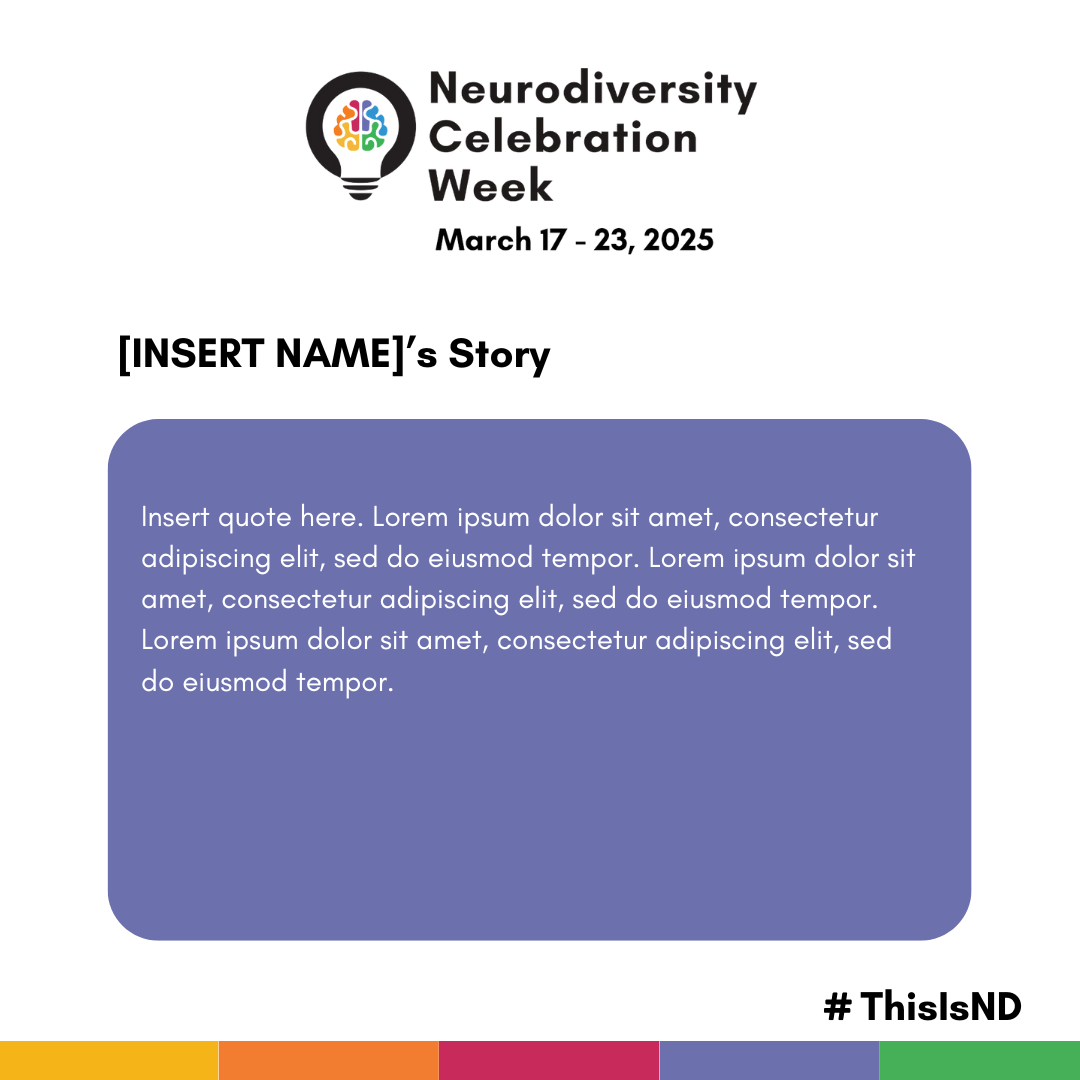 Neurodiversity
Celebration
Week
March 17 - 23, 2025
[INSERT NAME]’s Story
Insert quote here. Lorem ipsum dolor sit amet, consectetur
adipiscing elit, sed do eiusmod tempor. Lorem ipsum dolor sit
amet, consectetur adipiscing elit, sed do eiusmod tempor.
Lorem ipsum dolor sit amet, consectetur adipiscing elit, sed
do eiusmod tempor.
# ThisIsND